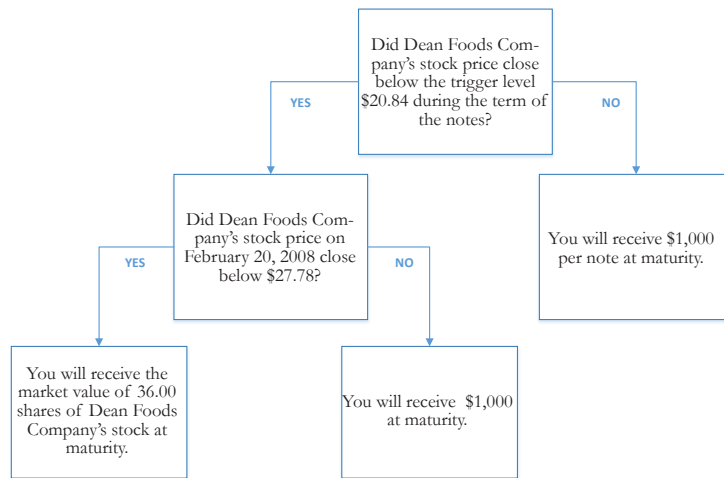 Did Dean Foods Com-
pany's stock price close
below the trigger level
$20.84 during the term of
the notes?
YES
NO
Did Dean Foods Com-
pany's stock price on
February 20, 2008 close
below $27.78?
You will receive $1,000
per note at maturity.
YES
NO
You will receive the
market value of 36.00
shares of Dean Foods
Company's stock at
maturity.
You will receive $1,000
at maturity.